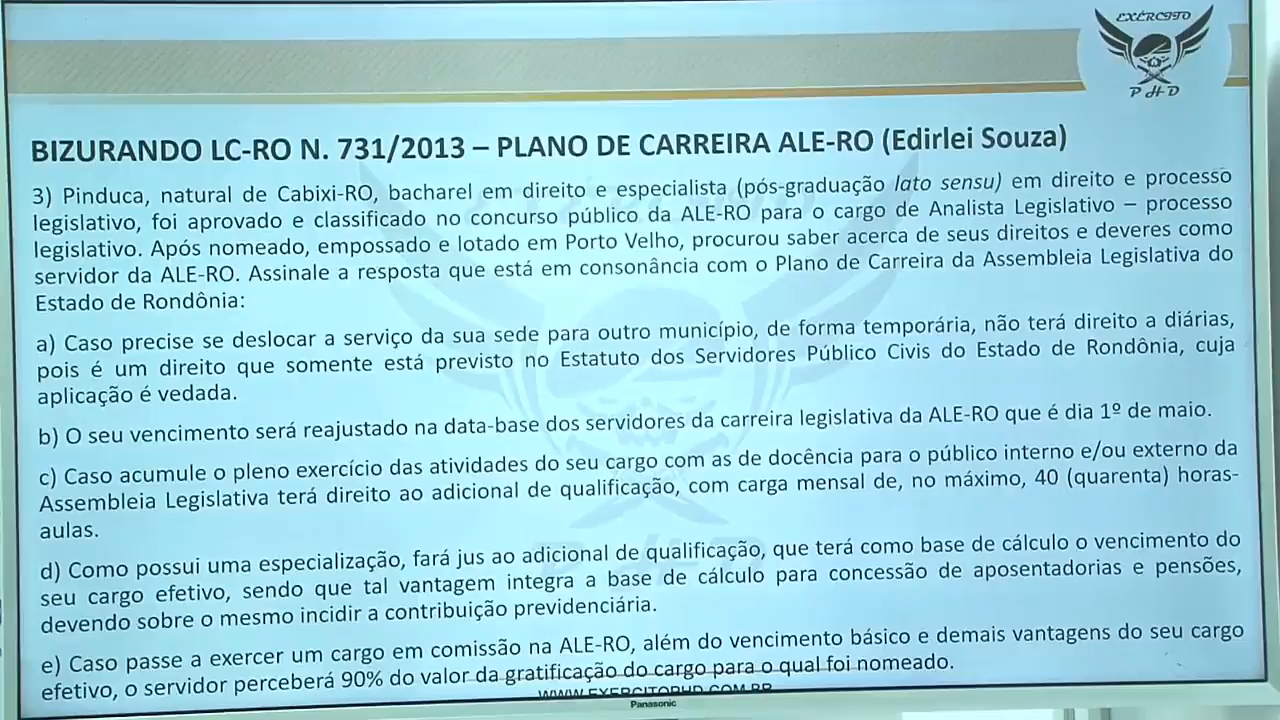 EXÉRCITO
PHD
BIZURANDO LC-RO N. 731/2013 – PLANO DE CARREIRA ALE-RO (Edirlei Souza)
3) Pinduca, natural de Cabixi-RO, bacharel em direito e especialista (pós-graduação lato sensu) em direito e processo
legislativo, foi aprovado e classificado no concurso público da ALE-RO para o cargo de Analista Legislativo – processo
legislativo. Após nomeado, empossado e lotado em Porto Velho, procurou saber acerca de seus direitos e deveres como
servidor da ALE-RO. Assinale a resposta que está em consonância com o Plano de Carreira da Assembleia Legislativa do
Estado de Rondônia:
a) Caso precise se deslocar a serviço da sua sede para outro município, de forma temporária, não terá direito a diárias,
pois é um direito que somente está previsto no Estatuto dos Servidores Público Civis do Estado de Rondônia, cuja
aplicação é vedada.
b) O seu vencimento será reajustado na data-base dos servidores da carreira legislativa da ALE-RO que é dia 1º de maio.
c) Caso acumule o pleno exercício das atividades do seu cargo com as de docência para o público interno e/ou externo da
Assembleia Legislativa terá direito ao adicional de qualificação, com carga mensal de, no máximo, 40 (quarenta) horas-
aulas.
d) Como possui uma especialização, fará jus ao adicional de qualificação, que terá como base de cálculo o vencimento do
seu cargo efetivo, sendo que tal vantagem integra a base de cálculo para concessão de aposentadorias e pensões,
devendo sobre o mesmo incidir a contribuição previdenciária.
e) Caso passe a exercer um cargo em comissão na ALE-RO, além do vencimento básico e demais vantagens do seu cargo
efetivo, o servidor perceberá 90% do valor da gratificação do cargo para o qual foi nomeado.
WWW.EXERCITOPHD.COM.BR
Panasonic